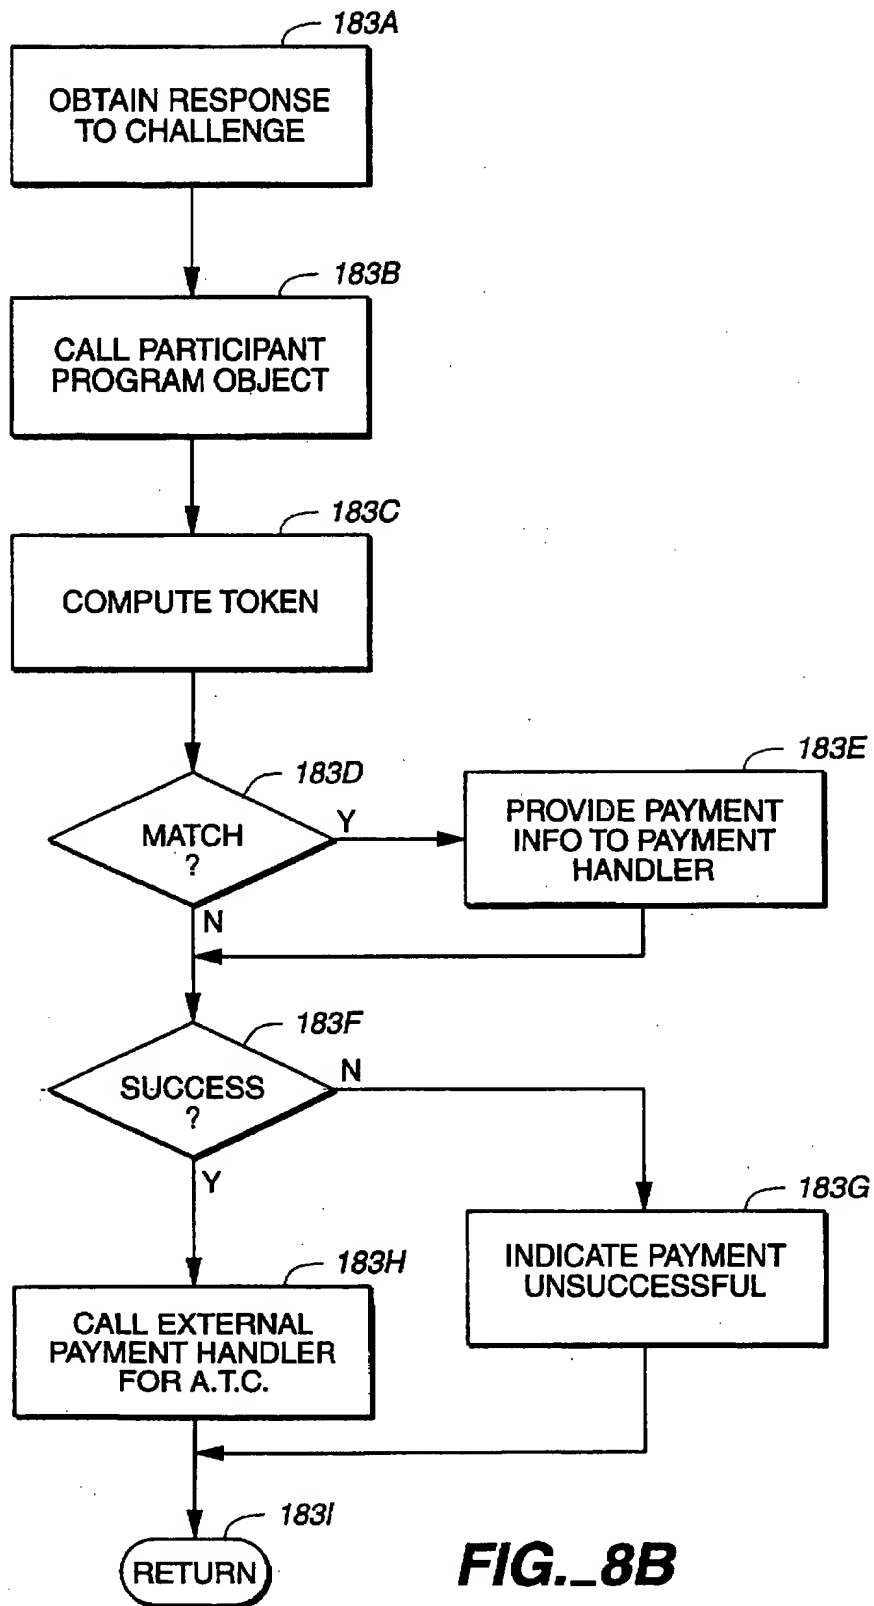 183A
OBTAIN RESPONSE
TO CHALLENGE
183B
CALL PARTICIPANT
PROGRAM OBJECT
183C
COMPUTE TOKEN
183D
MATCH
?
Y
N
183E
PROVIDE PAYMENT
INFO TO PAYMENT
HANDLER
183F
SUCCESS
?
N
Y
183G
INDICATE PAYMENT
UNSUCCESSFUL
183H
CALL EXTERNAL
PAYMENT HANDLER
FOR A.T.C.
183I
RETURN
FIG._8B